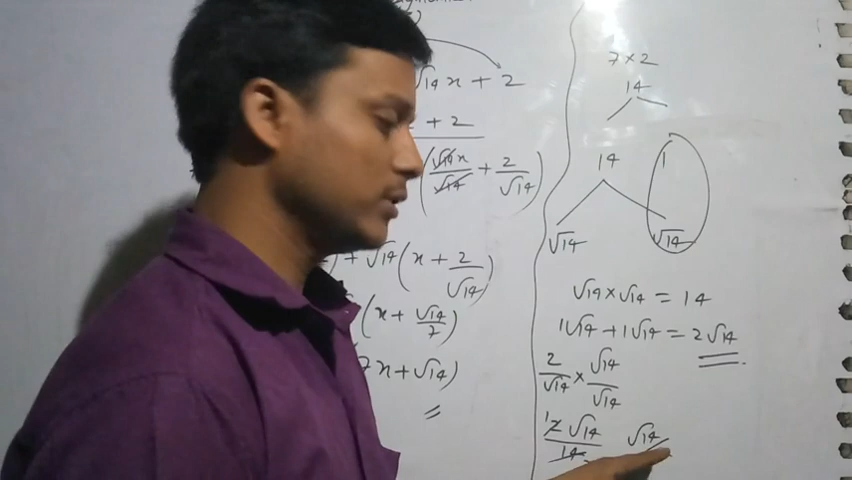 √14 x + 2
+ 2
(√14 x / √14 + 2/√14)
+ √14 (x + 2/√14)
(x + √14/7)
7x + √14)
7 × 2
14
14 1
√14 √14
√14 × √14 = 14
1√14 + 1√14 = 2√14
2/√14 × √14/√14
1 2√14/14 √14